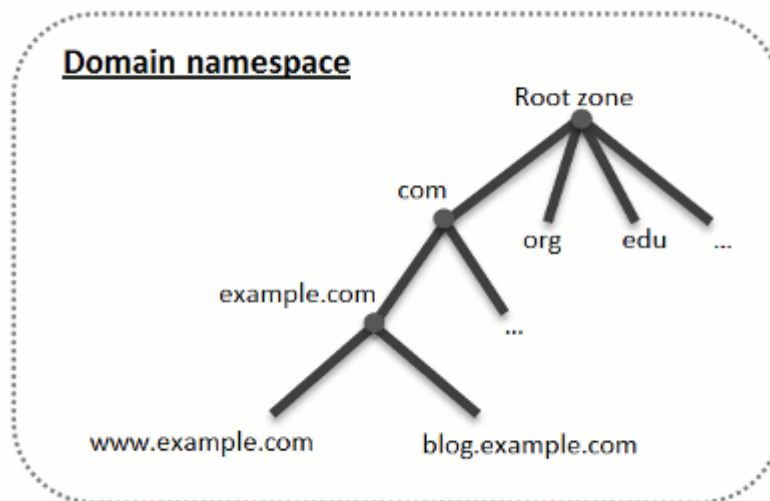 Domain namespace
Root zone
com
org
edu
...
example.com
...
www.example.com
blog.example.com